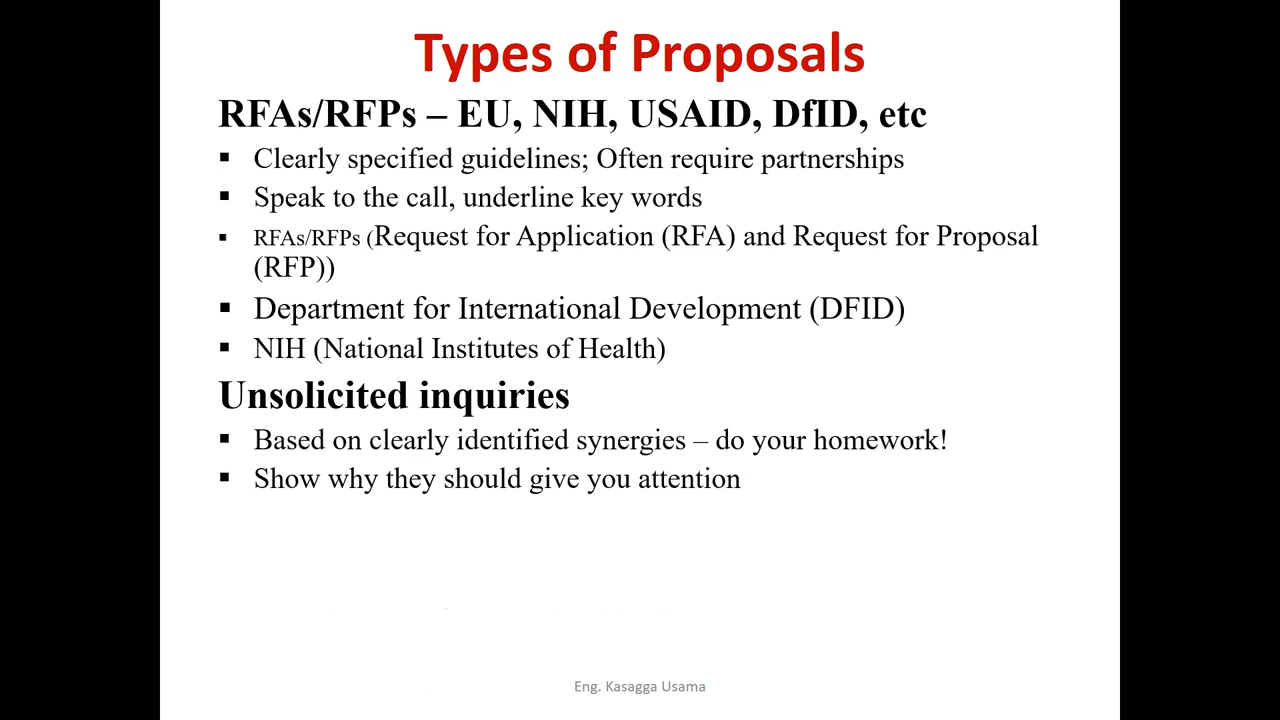 Types of Proposals
RFAs/RFPs – EU, NIH, USAID, DfID, etc
▪ Clearly specified guidelines; Often require partnerships
▪ Speak to the call, underline key words
▪ RFAs/RFPs (Request for Application (RFA) and Request for Proposal
(RFP))
▪ Department for International Development (DFID)
▪ NIH (National Institutes of Health)
Unsolicited inquiries
▪ Based on clearly identified synergies – do your homework!
▪ Show why they should give you attention
Eng. Kasagga Usama